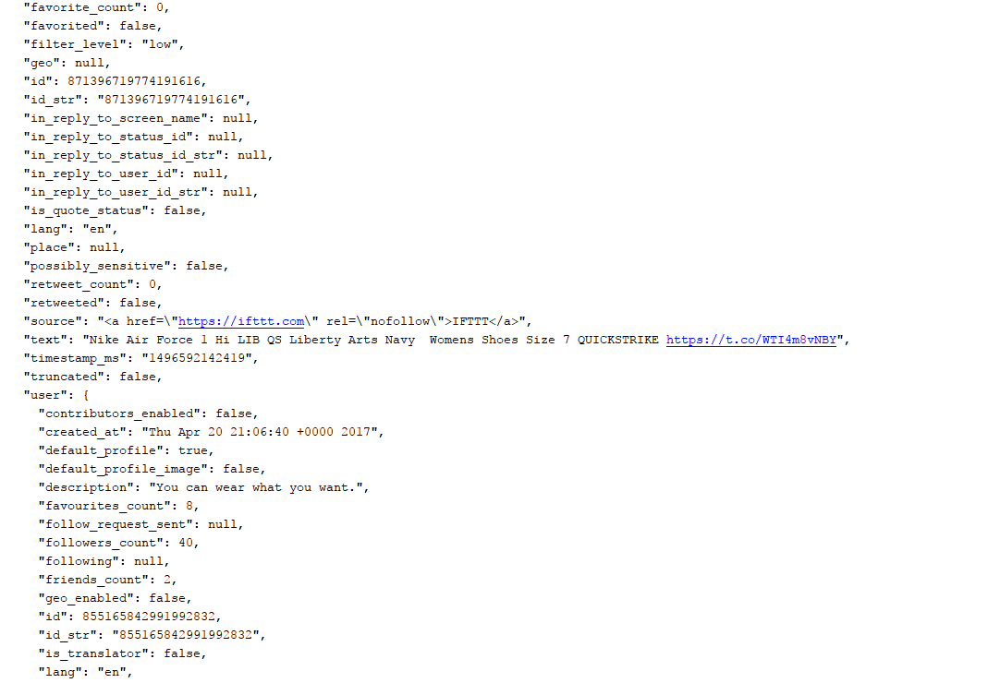 "favorite_count": 0,
"favorited": false,
"filter_level": "low",
"geo": null,
"id": 871396719774191616,
"id_str": "871396719774191616",
"in_reply_to_screen_name": null,
"in_reply_to_status_id": null,
"in_reply_to_status_id_str": null,
"in_reply_to_user_id": null,
"in_reply_to_user_id_str": null,
"is_quote_status": false,
"lang": "en",
"place": null,
"possibly_sensitive": false,
"retweet_count": 0,
"retweeted": false,
"source": "<a href=\"https://ifttt.com\" rel=\"nofollow\">IFTTT</a>",
"text": "Nike Air Force 1 Hi LIB QS Liberty Arts Navy  Womens Shoes Size 7 QUICKSTRIKE https://t.co/WTI4m8vNBY",
"timestamp_ms": "1496592142419",
"truncated": false,
"user": {
"contributors_enabled": false,
"created_at": "Thu Apr 20 21:06:40 +0000 2017",
"default_profile": true,
"default_profile_image": false,
"description": "You can wear what you want.",
"favourites_count": 8,
"follow_request_sent": null,
"followers_count": 40,
"following": null,
"friends_count": 2,
"geo_enabled": false,
"id": 855165842991992832,
"id_str": "855165842991992832",
"is_translator": false,
"lang": "en",